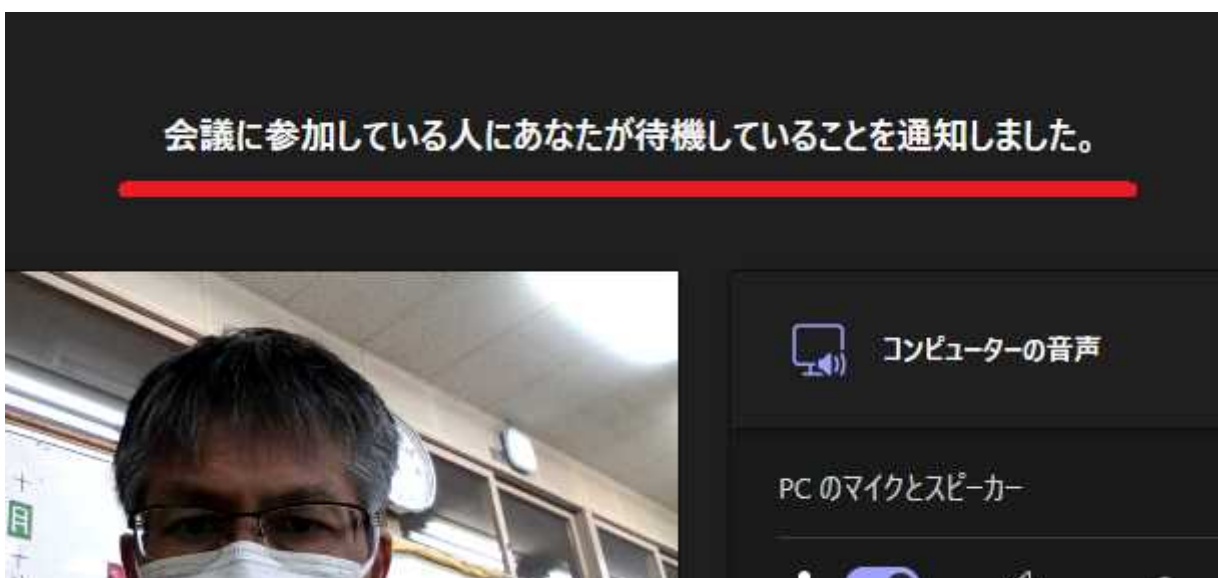 会議に参加している人にあなたが待機していることを通知しました。
コンピューターの音声
PC のマイクとスピーカー
月